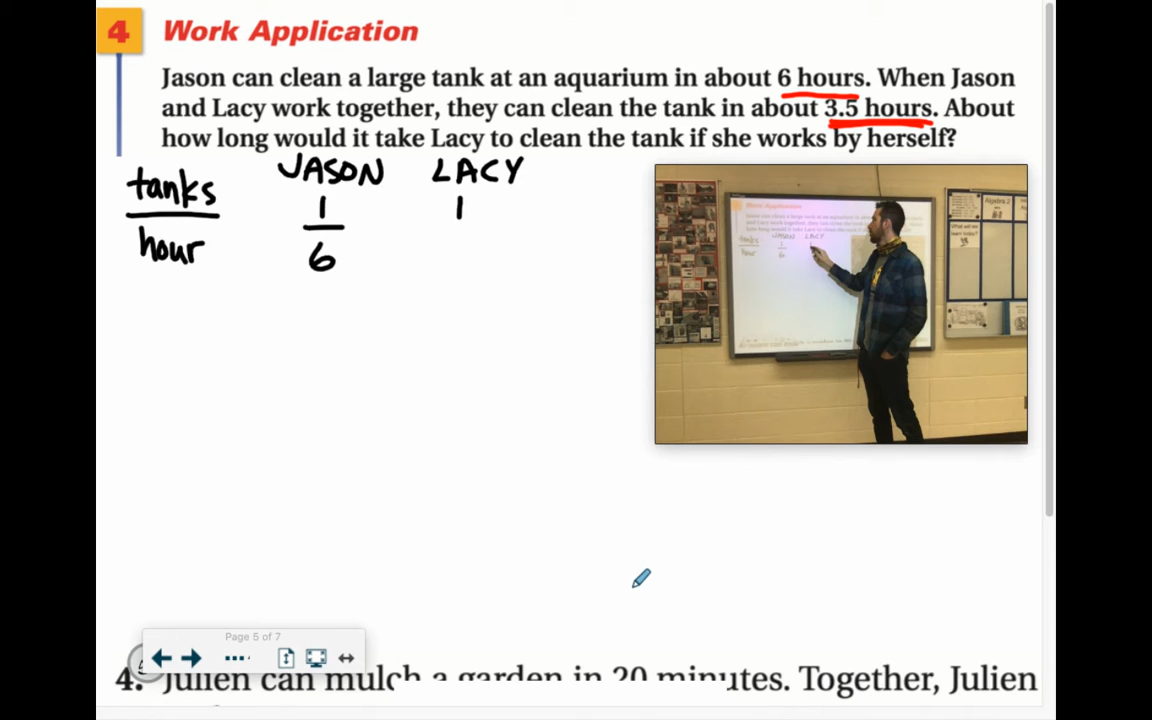 4 Work Application
Jason can clean a large tank at an aquarium in about 6 hours. When Jason
and Lacy work together, they can clean the tank in about 3.5 hours. About
how long would it take Lacy to clean the tank if she works by herself?
tanks JASON LACY
1 1
hour 6
Page 5 of 7
4. Julien can mulch a garden in 20 minutes. Together, Julien